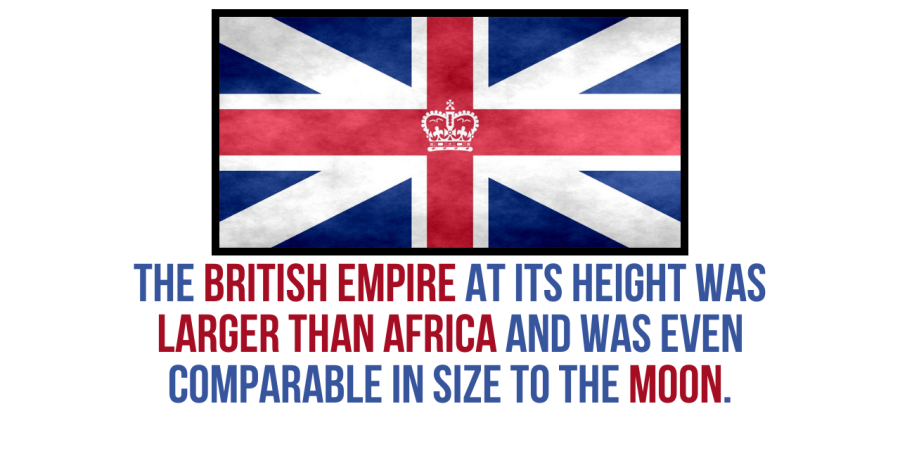 THE BRITISH EMPIRE AT ITS HEIGHT WAS
LARGER THAN AFRICA AND WAS EVEN
COMPARABLE IN SIZE TO THE MOON.